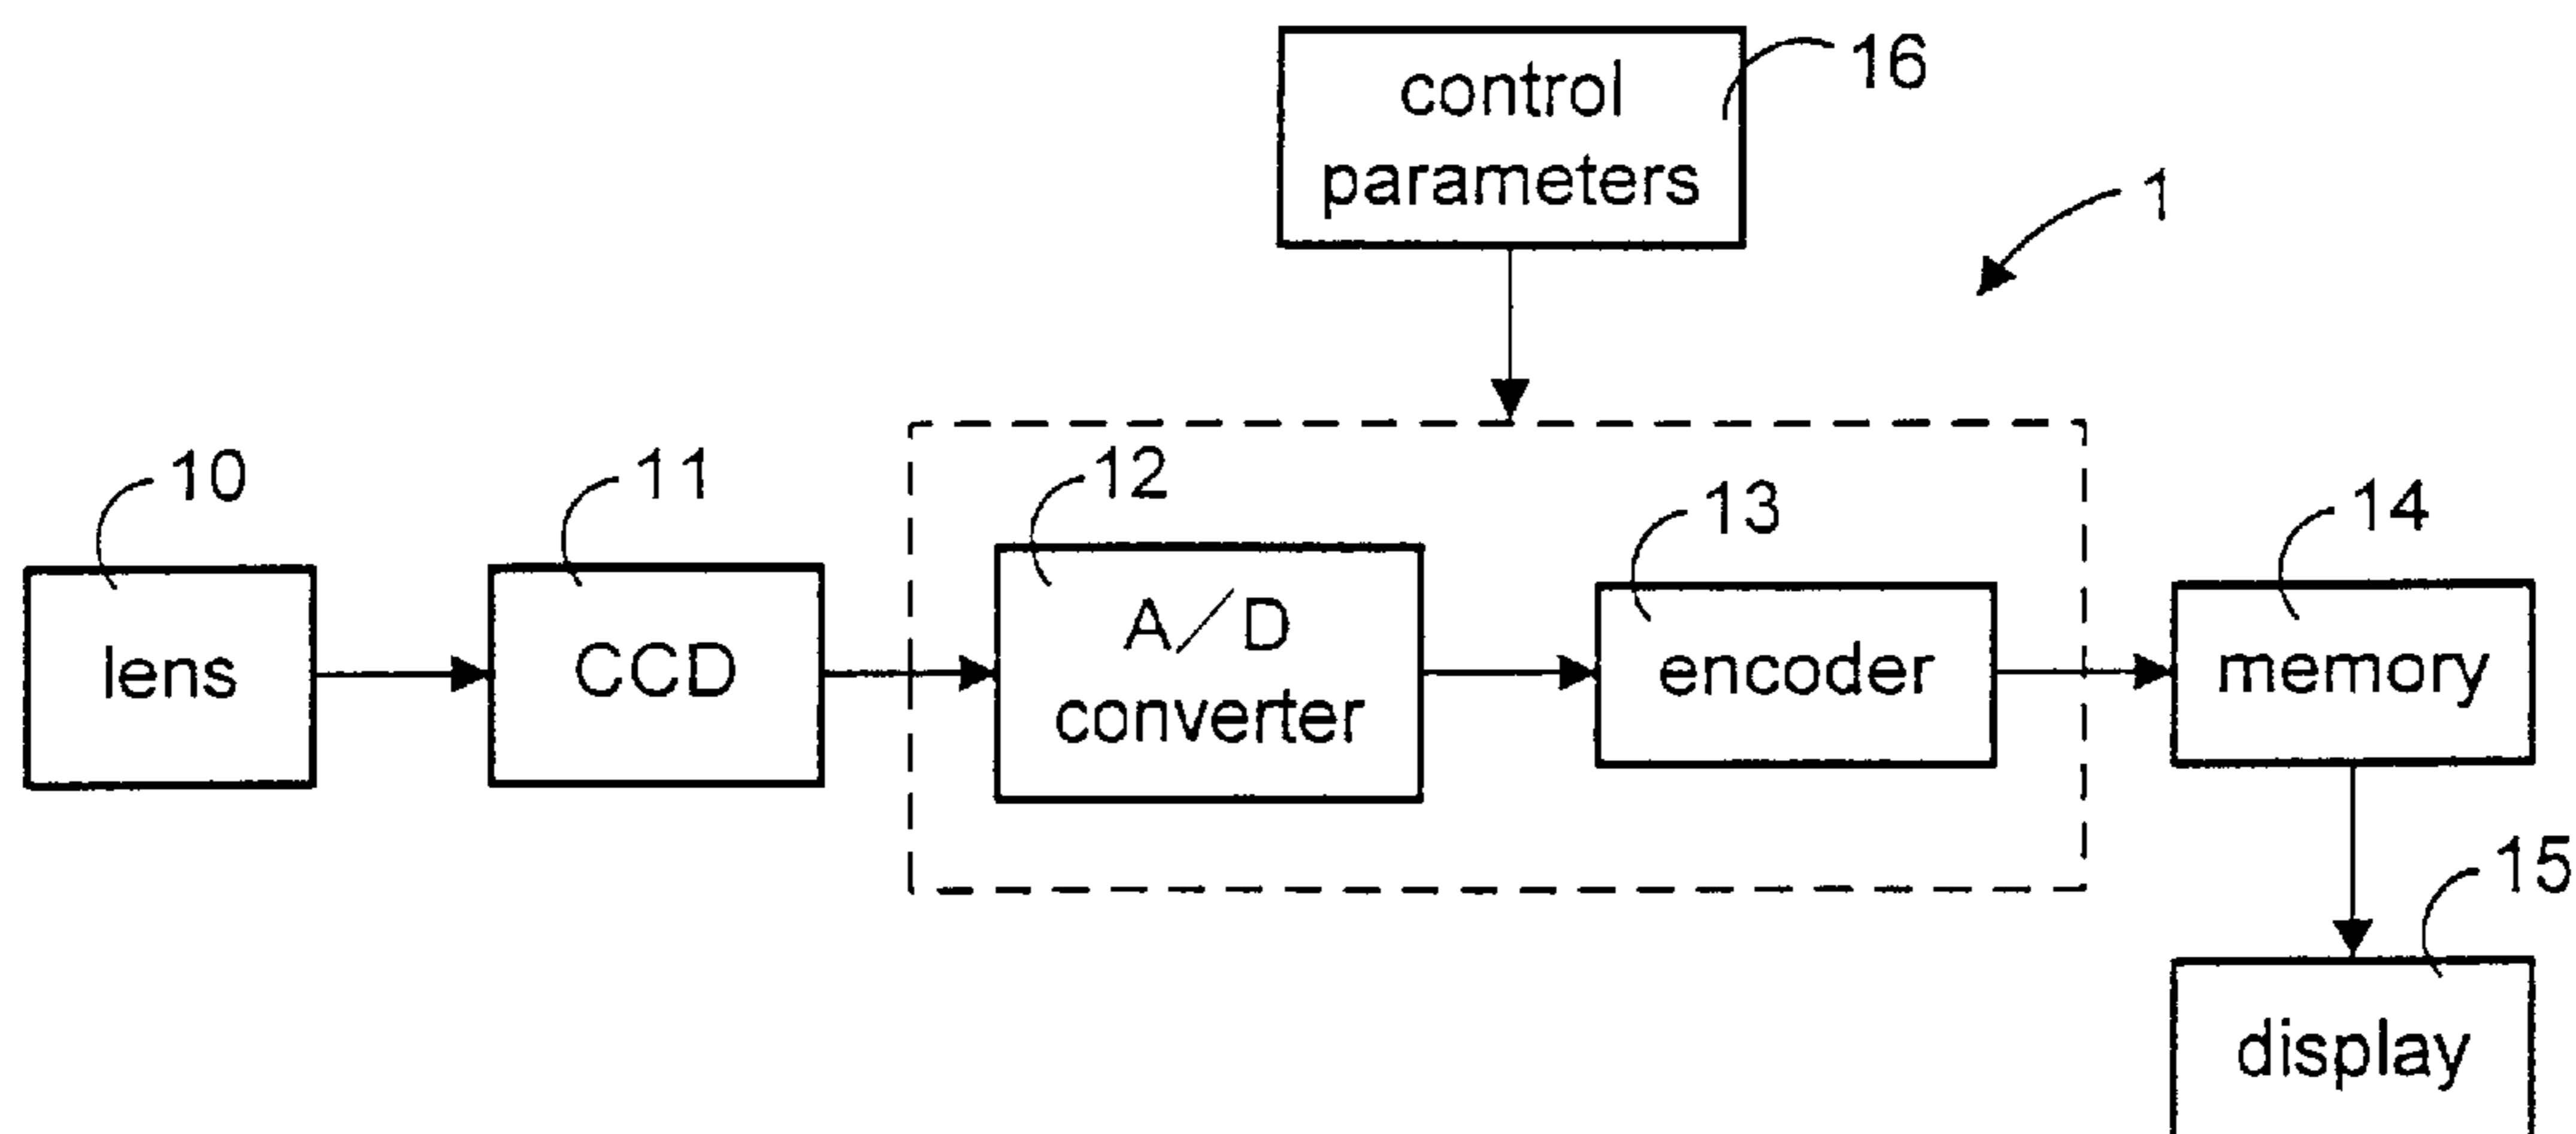 control
parameters
16
1
10
11
12
13
14
lens
CCD
A/D
converter
encoder
memory
15
display